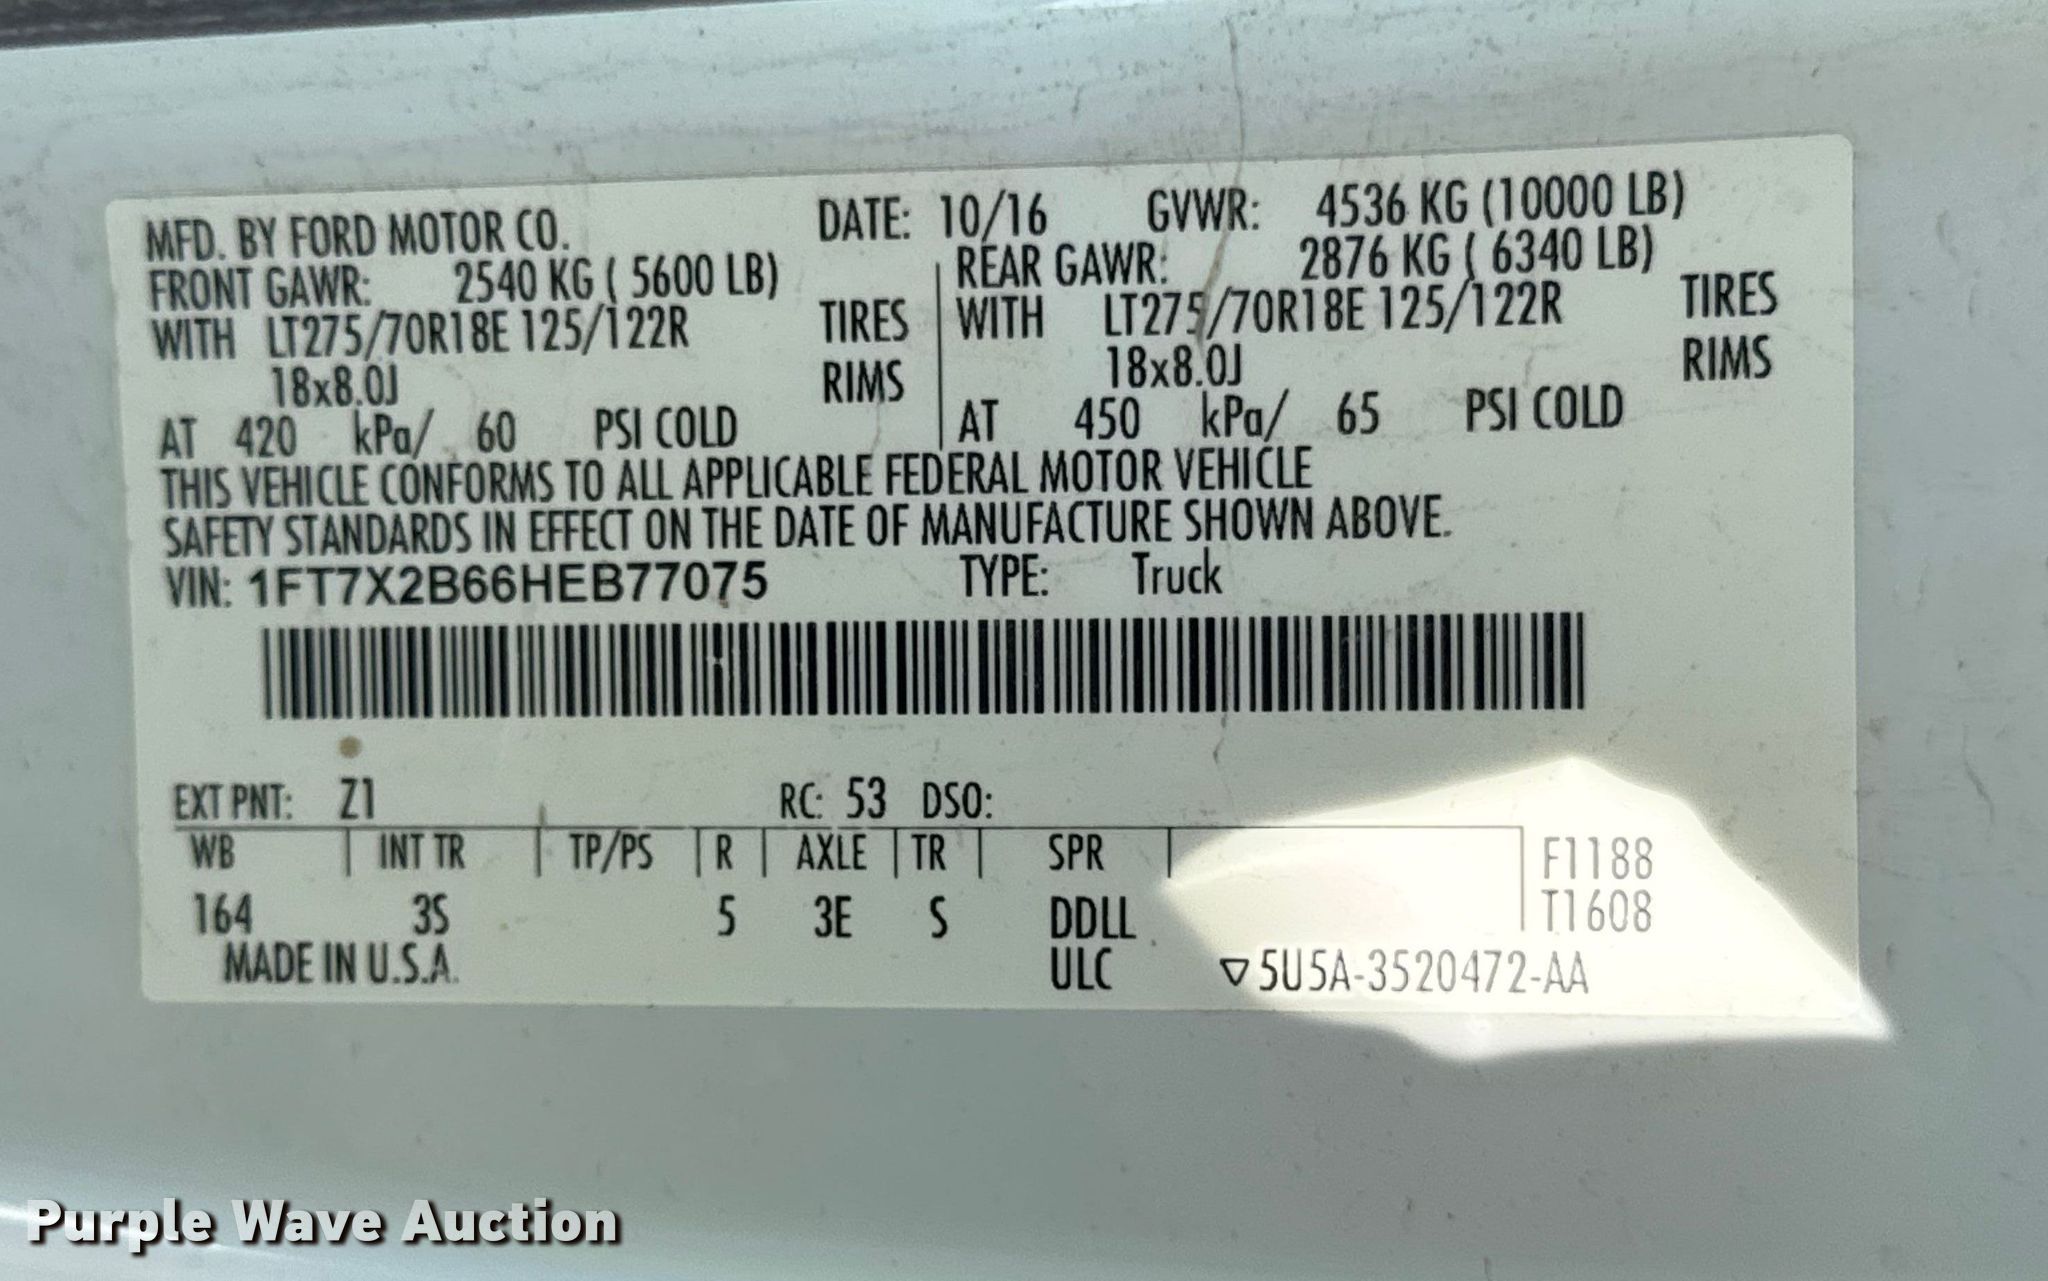 MFD. BY FORD MOTOR CO. DATE: 10/16 GVWR: 4536 KG (10000 LB)
FRONT GAWR: 2540 KG ( 5600 LB) REAR GAWR: 2876 KG ( 6340 LB)
WITH LT275/70R18E 125/122R TIRES WITH LT275/70R18E 125/122R TIRES
18x8.0J RIMS 18x8.0J RIMS
AT 420 kPa/ 60 PSI COLD AT 450 kPa/ 65 PSI COLD
THIS VEHICLE CONFORMS TO ALL APPLICABLE FEDERAL MOTOR VEHICLE
SAFETY STANDARDS IN EFFECT ON THE DATE OF MANUFACTURE SHOWN ABOVE.
VIN: 1FT7X2B66HEB77075 TYPE: Truck
EXT PNT: Z1 RC: 53 DSO:
WB INT TR TP/PS R AXLE TR SPR F1188
164 3S 5 3E S DDLL T1608
MADE IN U.S.A. ULC ▽5U5A-3520472-AA
Purple Wave Auction